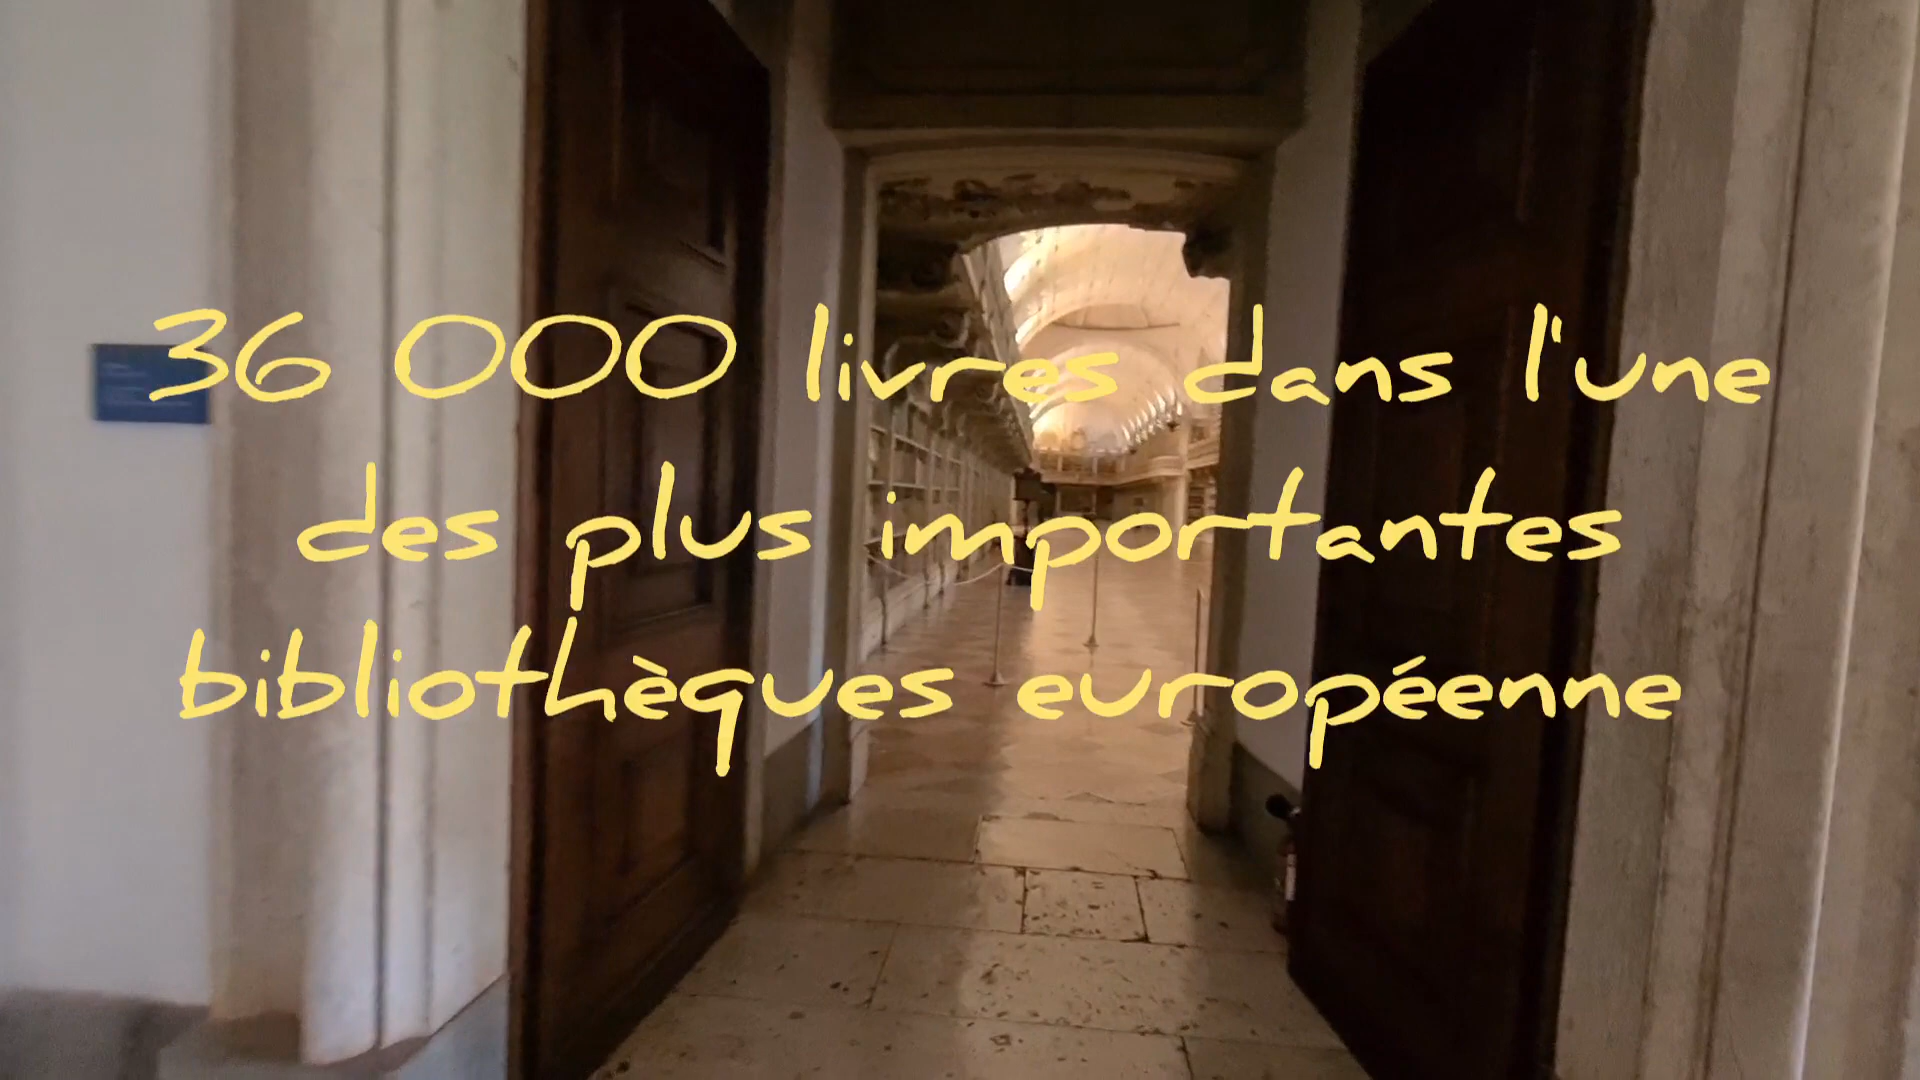 36 000 livres dans l'une
des plus importantes
bibliothèques européenne